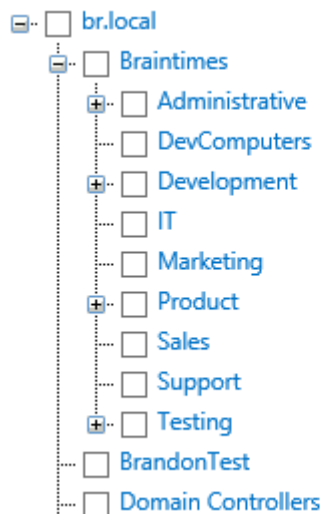 br.local
Braintimes
Administrative
DevComputers
Development
IT
Marketing
Product
Sales
Support
Testing
BrandonTest
Domain Controllers